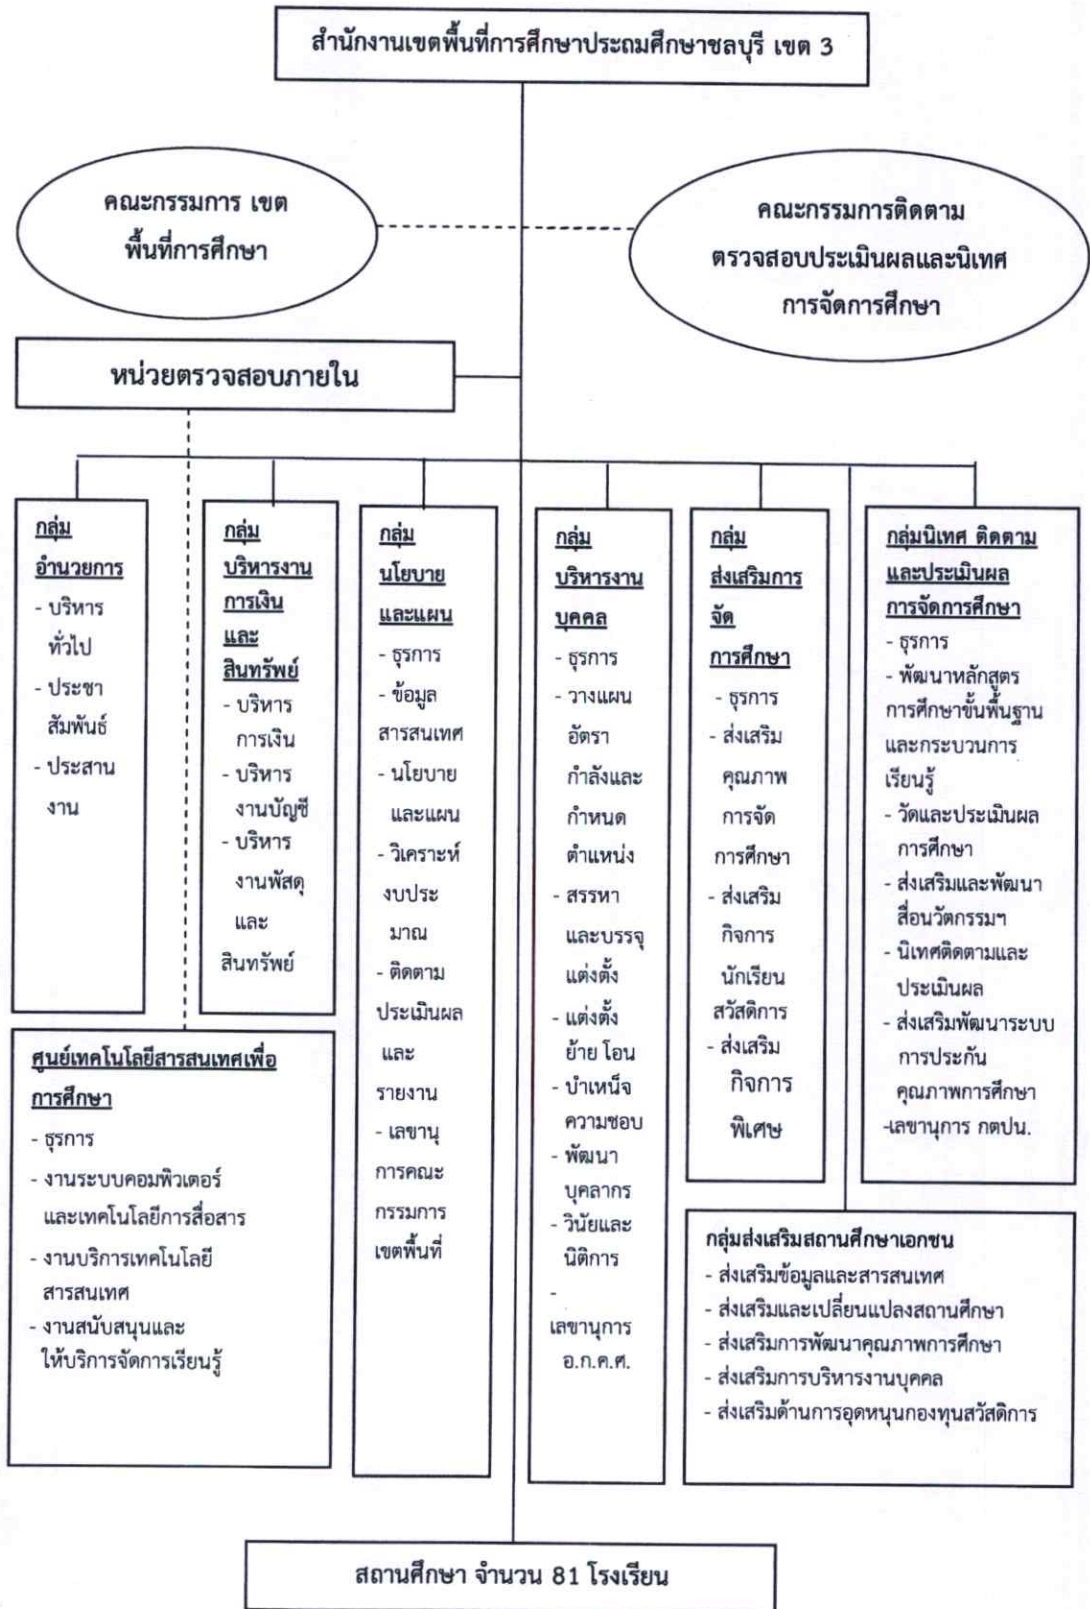 สำนักงานเขตพื้นที่การศึกษาประถมศึกษาชลบุรี เขต 3
คณะกรรมการ เขต
พื้นที่การศึกษา
คณะกรรมการติดตาม
ตรวจสอบประเมินผลและนิเทศ
การจัดการศึกษา
หน่วยตรวจสอบภายใน
กลุ่ม
อำนวยการ
- บริหาร
ทั่วไป
- ประชา
สัมพันธ์
- ประสาน
งาน
กลุ่ม
บริหารงาน
การเงิน
และ
สินทรัพย์
- บริหาร
การเงิน
- บริหาร
งานบัญชี
- บริหาร
งานพัสดุ
และ
สินทรัพย์
กลุ่ม
นโยบาย
และแผน
- ธุรการ
- ข้อมูล
สารสนเทศ
- นโยบาย
และแผน
- วิเคราะห์
งบประ
มาณ
- ติดตาม
ประเมินผล
และ
รายงาน
- เลขานุ
การคณะ
กรรมการ
เขตพื้นที่
กลุ่ม
บริหารงาน
บุคคล
- ธุรการ
- วางแผน
อัตรา
กำลังและ
กำหนด
ตำแหน่ง
- สรรหา
และบรรจุ
แต่งตั้ง
- แต่งตั้ง
ย้าย โอน
- บำเหน็จ
ความชอบ
- พัฒนา
บุคลากร
- วินัยและ
นิติการ
-
เลขานุการ
อ.ก.ค.ศ.
กลุ่ม
ส่งเสริมการ
จัด
การศึกษา
- ธุรการ
- ส่งเสริม
คุณภาพ
การจัด
การศึกษา
- ส่งเสริม
กิจการ
นักเรียน
สวัสดิการ
- ส่งเสริม
กิจการ
พิเศษ
กลุ่มนิเทศ ติดตาม
และประเมินผล
การจัดการศึกษา
- ธุรการ
- พัฒนาหลักสูตร
การศึกษาขั้นพื้นฐาน
และกระบวนการ
เรียนรู้
- วัดและประเมินผล
การศึกษา
- ส่งเสริมและพัฒนา
สื่อนวัตกรรมฯ
- นิเทศติดตามและ
ประเมินผล
- ส่งเสริมพัฒนาระบบ
การประกัน
คุณภาพการศึกษา
-เลขานุการ กตปน.
ศูนย์เทคโนโลยีสารสนเทศเพื่อ
การศึกษา
- ธุรการ
- งานระบบคอมพิวเตอร์
และเทคโนโลยีการสื่อสาร
- งานบริการเทคโนโลยี
สารสนเทศ
- งานสนับสนุนและ
ให้บริการจัดการเรียนรู้
กลุ่มส่งเสริมสถานศึกษาเอกชน
- ส่งเสริมข้อมูลและสารสนเทศ
- ส่งเสริมและเปลี่ยนแปลงสถานศึกษา
- ส่งเสริมการพัฒนาคุณภาพการศึกษา
- ส่งเสริมการบริหารงานบุคคล
- ส่งเสริมด้านการอุดหนุนกองทุนสวัสดิการ
สถานศึกษา จำนวน 81 โรงเรียน